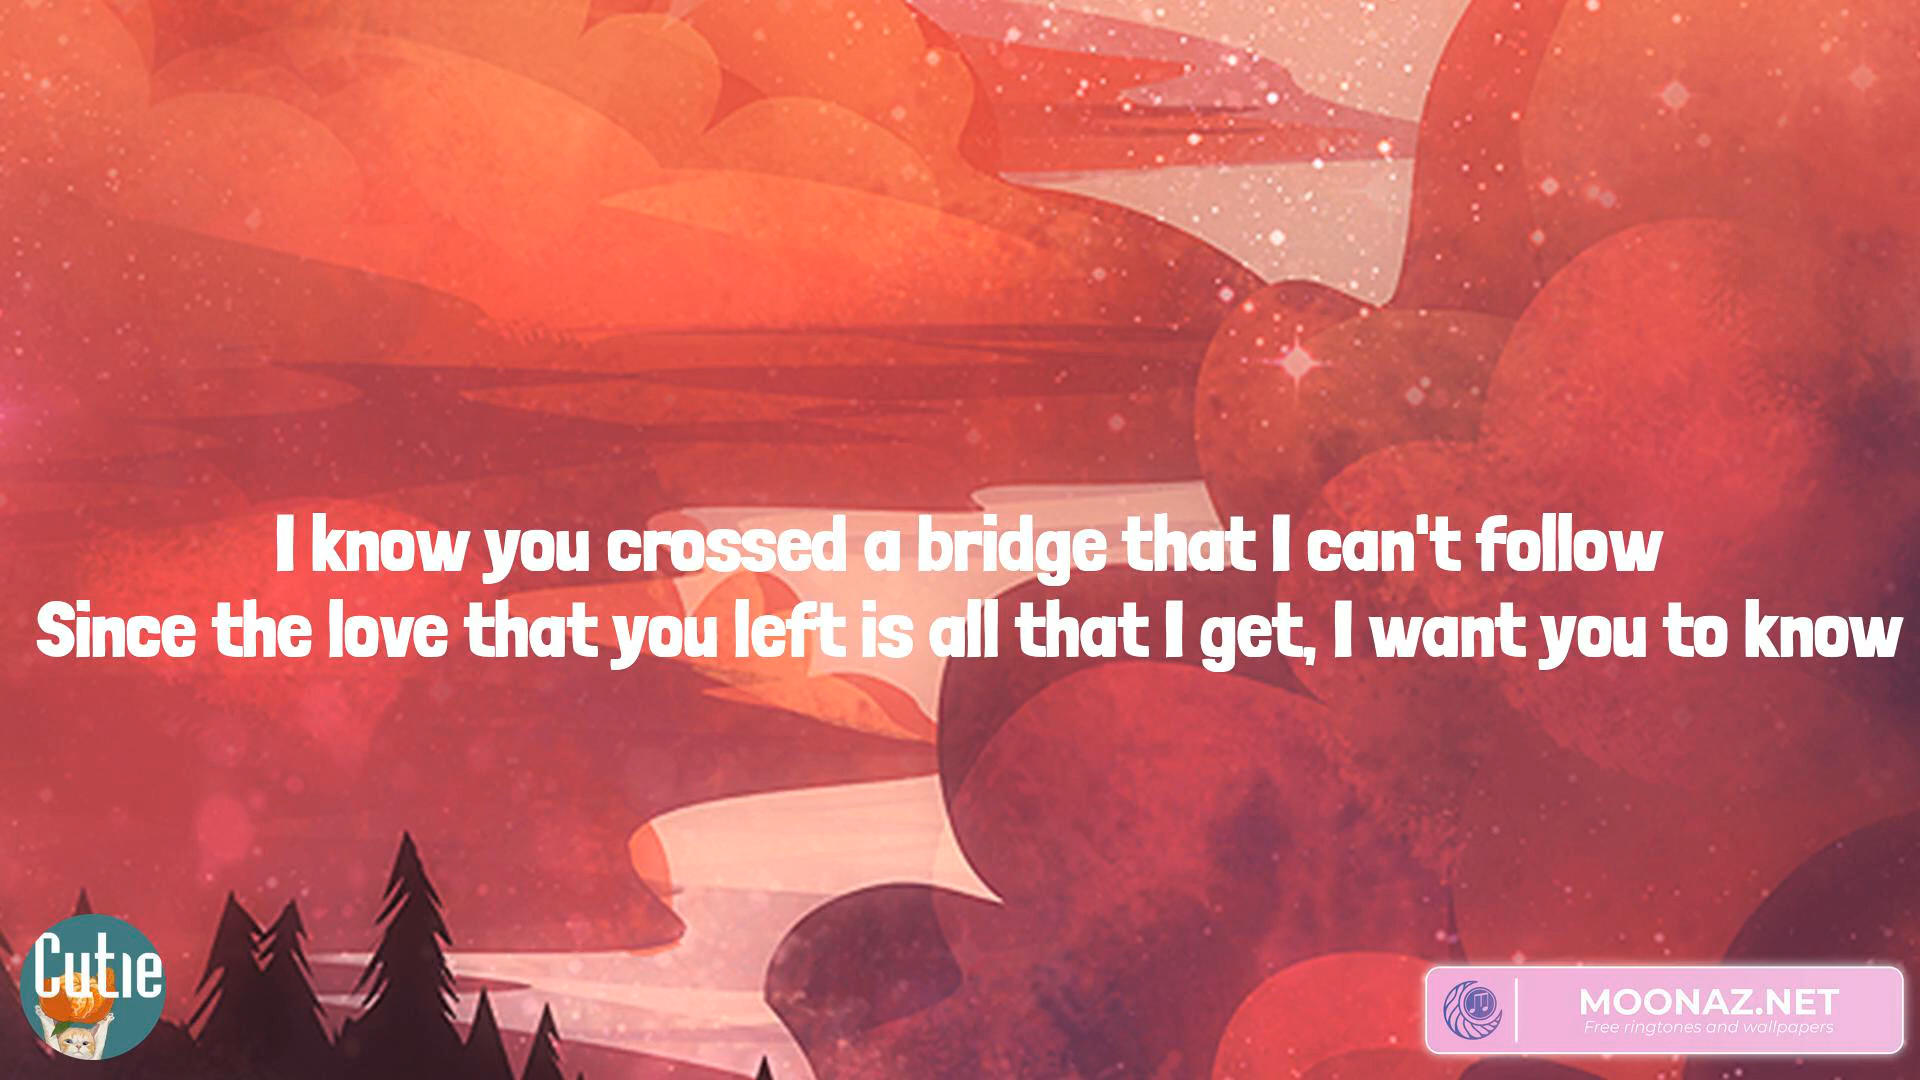 I know you crossed a bridge that I can't follow
Since the love that you left is all that I get, I want you to know
Cutie
MOONAZ.NET
Free ringtones and wallpapers